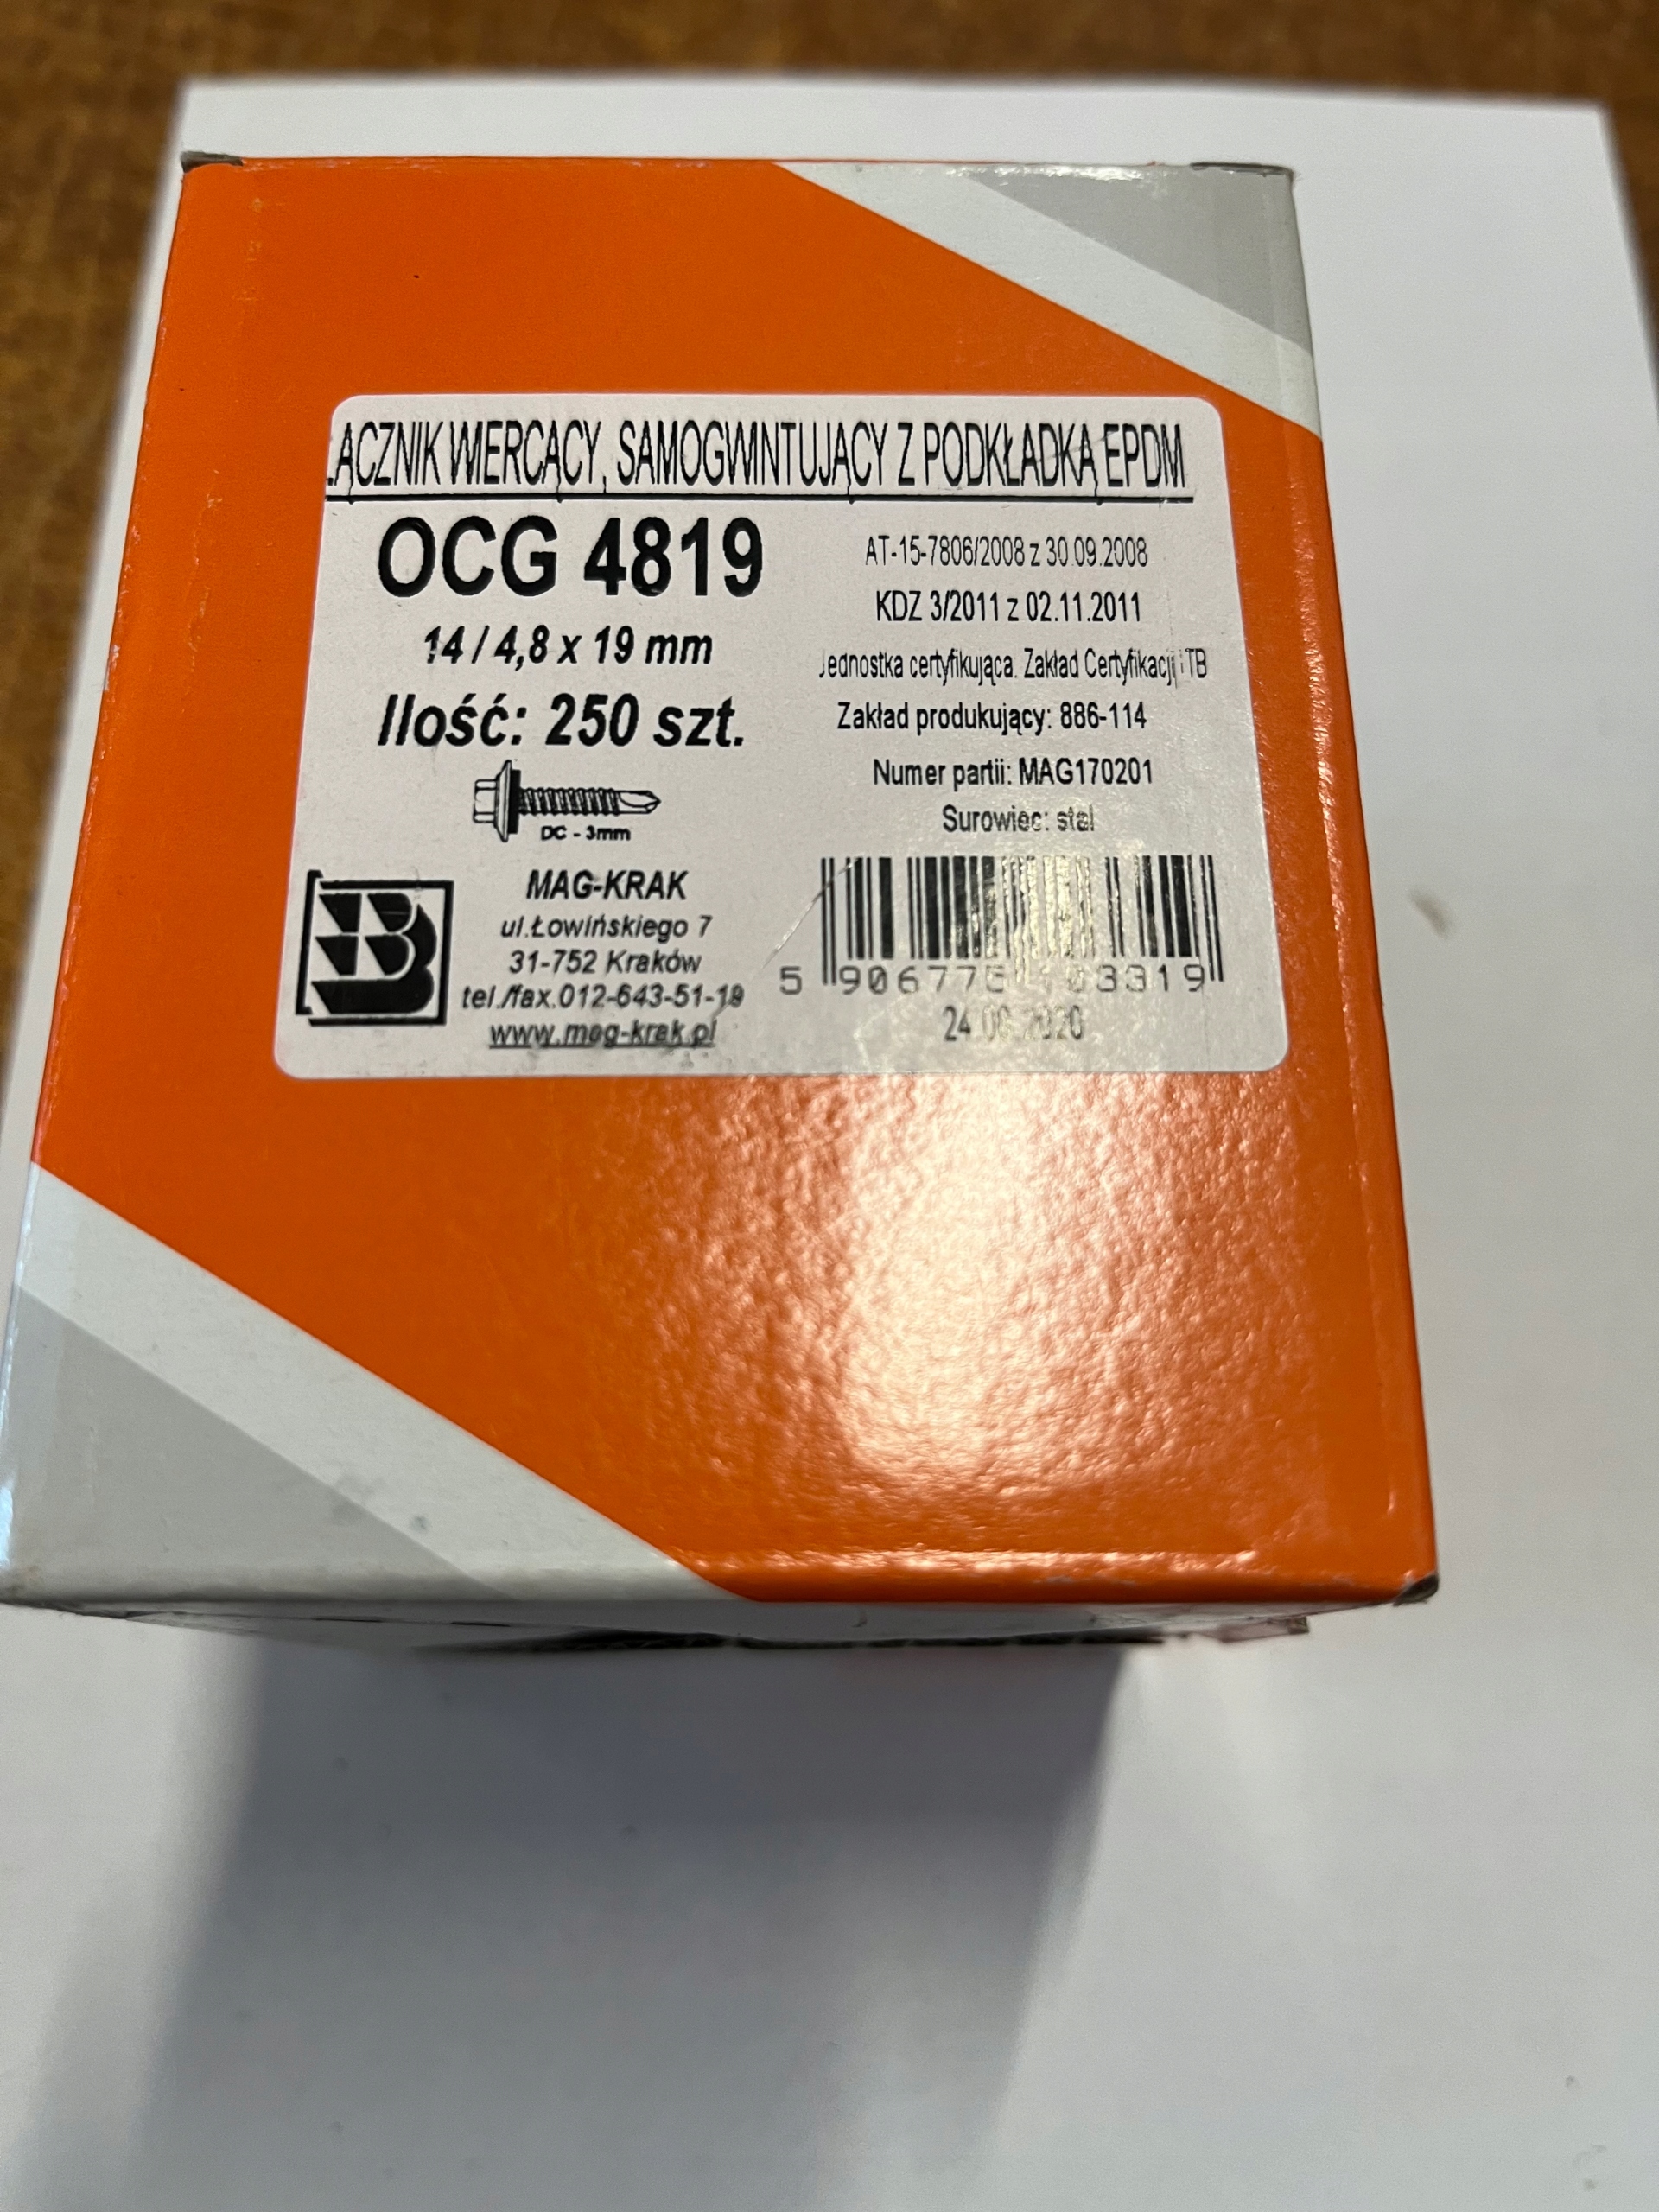 ŁĄCZNIK WIERCĄCY, SAMOGWINTUJĄCY Z PODKŁADKĄ EPDM
OCG 4819
14 / 4,8 x 19 mm
Ilość: 250 szt.
DC - 3mm
MAG-KRAK
ul.Łowińskiego 7
31-752 Kraków
tel./fax.012-643-51-19
www.mag-krak.pl
AT-15-7806/2008 z 30.09.2008
KDZ 3/2011 z 02.11.2011
Jednostka certyfikująca: Zakład Certyfikacji ITB
Zakład produkujący: 886-114
Numer partii: MAG170201
Surowiec: stal